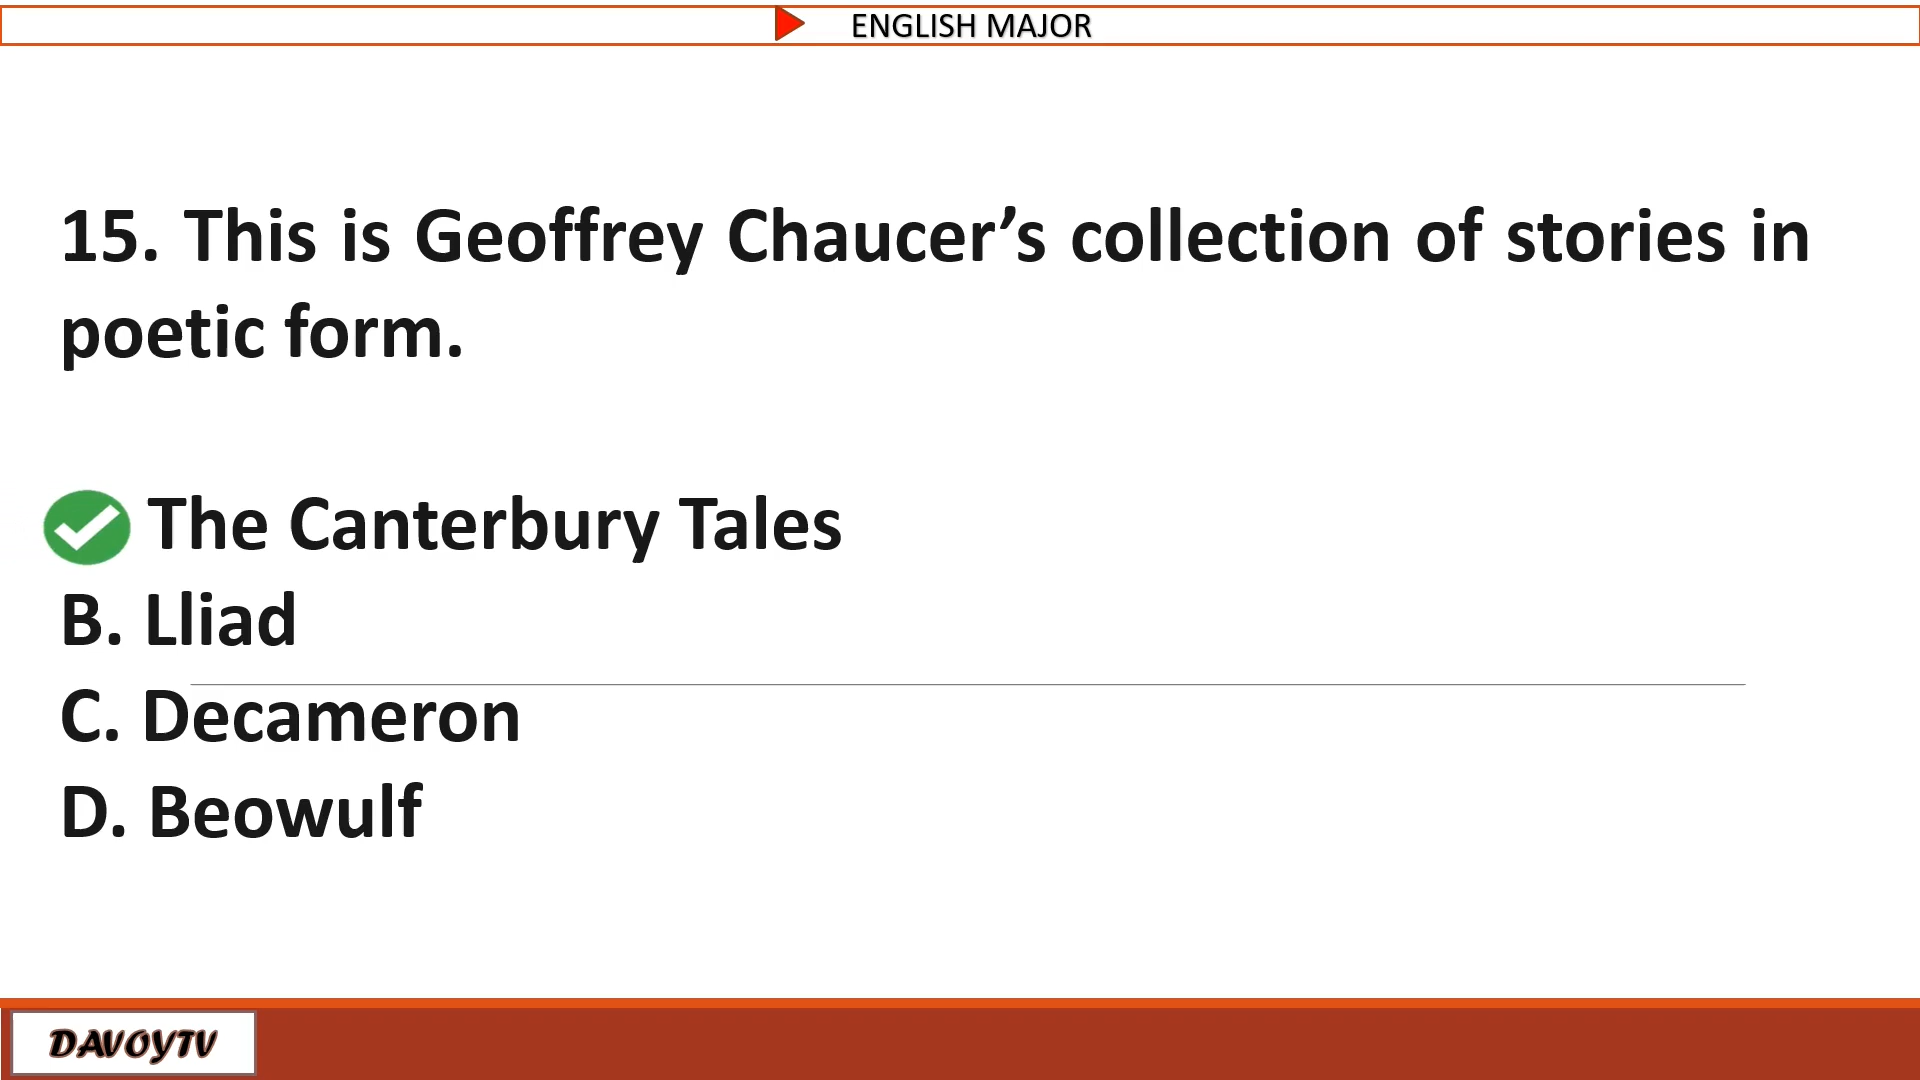 ENGLISH MAJOR
15. This is Geoffrey Chaucer’s collection of stories in
poetic form.
The Canterbury Tales
B. Lliad
C. Decameron
D. Beowulf
DAVOYTV